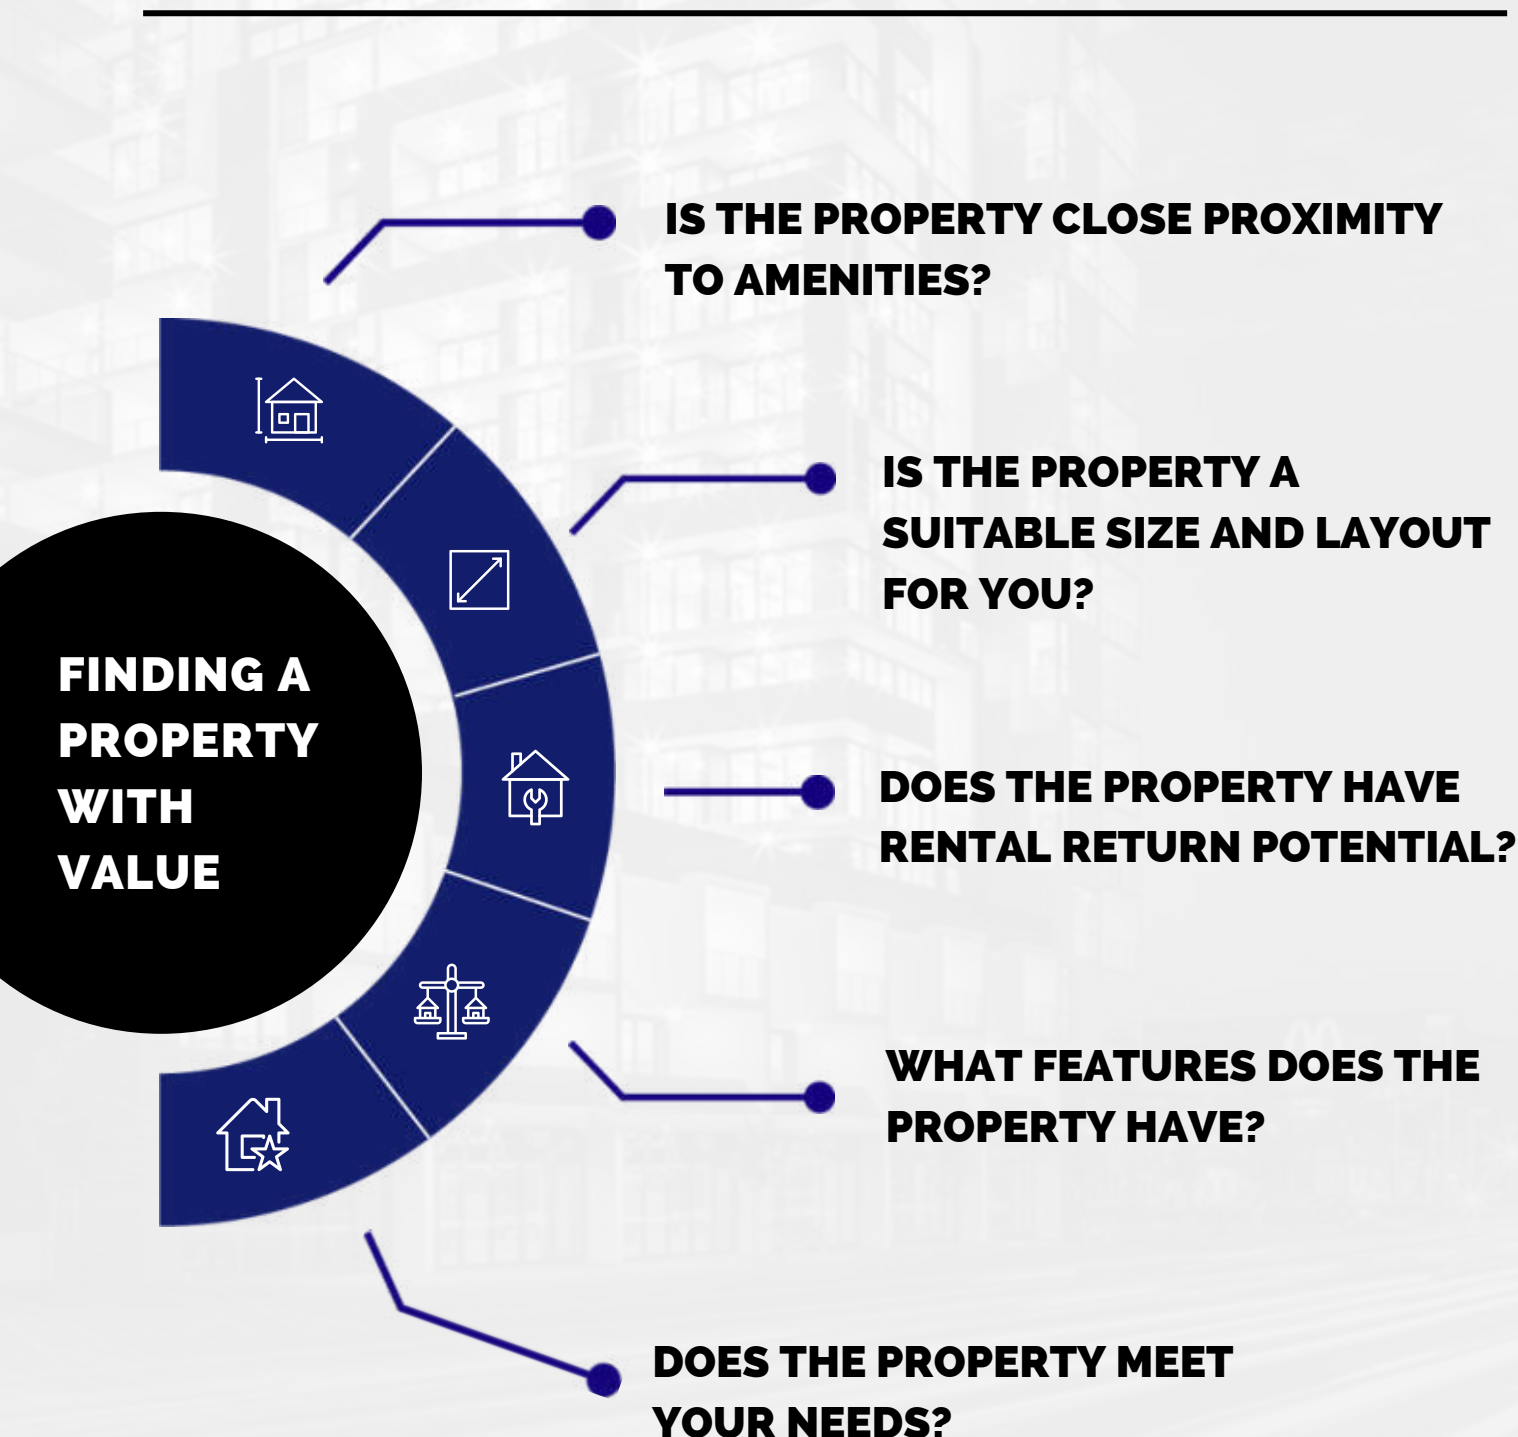 IS THE PROPERTY CLOSE PROXIMITY
TO AMENITIES?
IS THE PROPERTY A
SUITABLE SIZE AND LAYOUT
FOR YOU?
FINDING A
PROPERTY
WITH
VALUE
DOES THE PROPERTY HAVE
RENTAL RETURN POTENTIAL?
WHAT FEATURES DOES THE
PROPERTY HAVE?
DOES THE PROPERTY MEET
YOUR NEEDS?